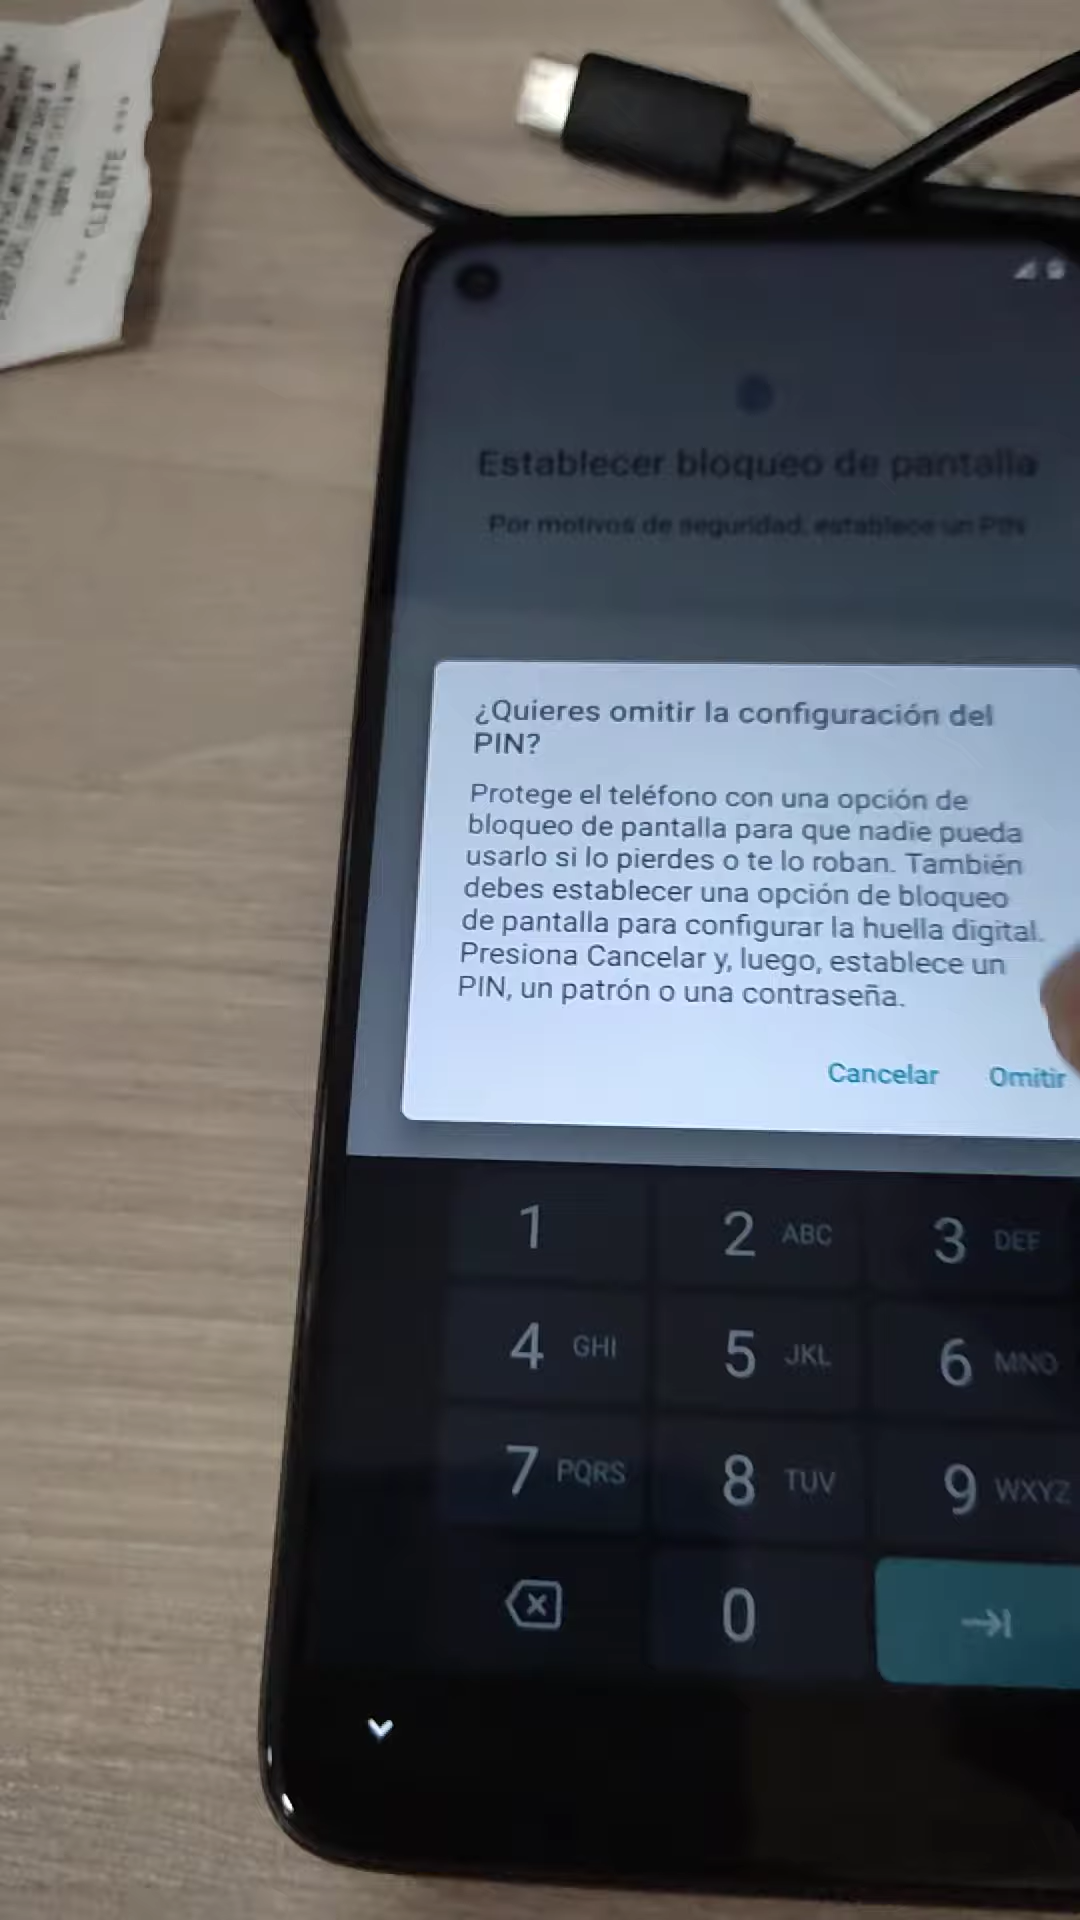 *** CLIENTE ***
Establecer bloqueo de pantalla
Por motivos de seguridad, establece un PIN
¿Quieres omitir la configuración del
PIN?
Protege el teléfono con una opción de
bloqueo de pantalla para que nadie pueda
usarlo si lo pierdes o te lo roban. También
debes establecer una opción de bloqueo
de pantalla para configurar la huella digital.
Presiona Cancelar y, luego, establece un
PIN, un patrón o una contraseña.
Cancelar Omitir
1 2 ABC 3 DEF
4 GHI 5 JKL 6 MNO
7 PQRS 8 TUV 9 WXYZ
0